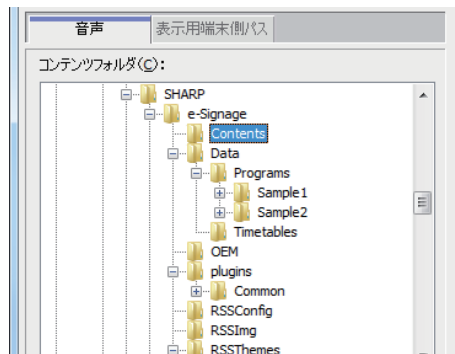 音声 表示用端末側パス
コンテンツフォルダ(C):
SHARP
e-Signage
Contents
Data
Programs
Sample1
Sample2
Timetables
OEM
plugins
Common
RSSConfig
RSSImg
RSSThemes